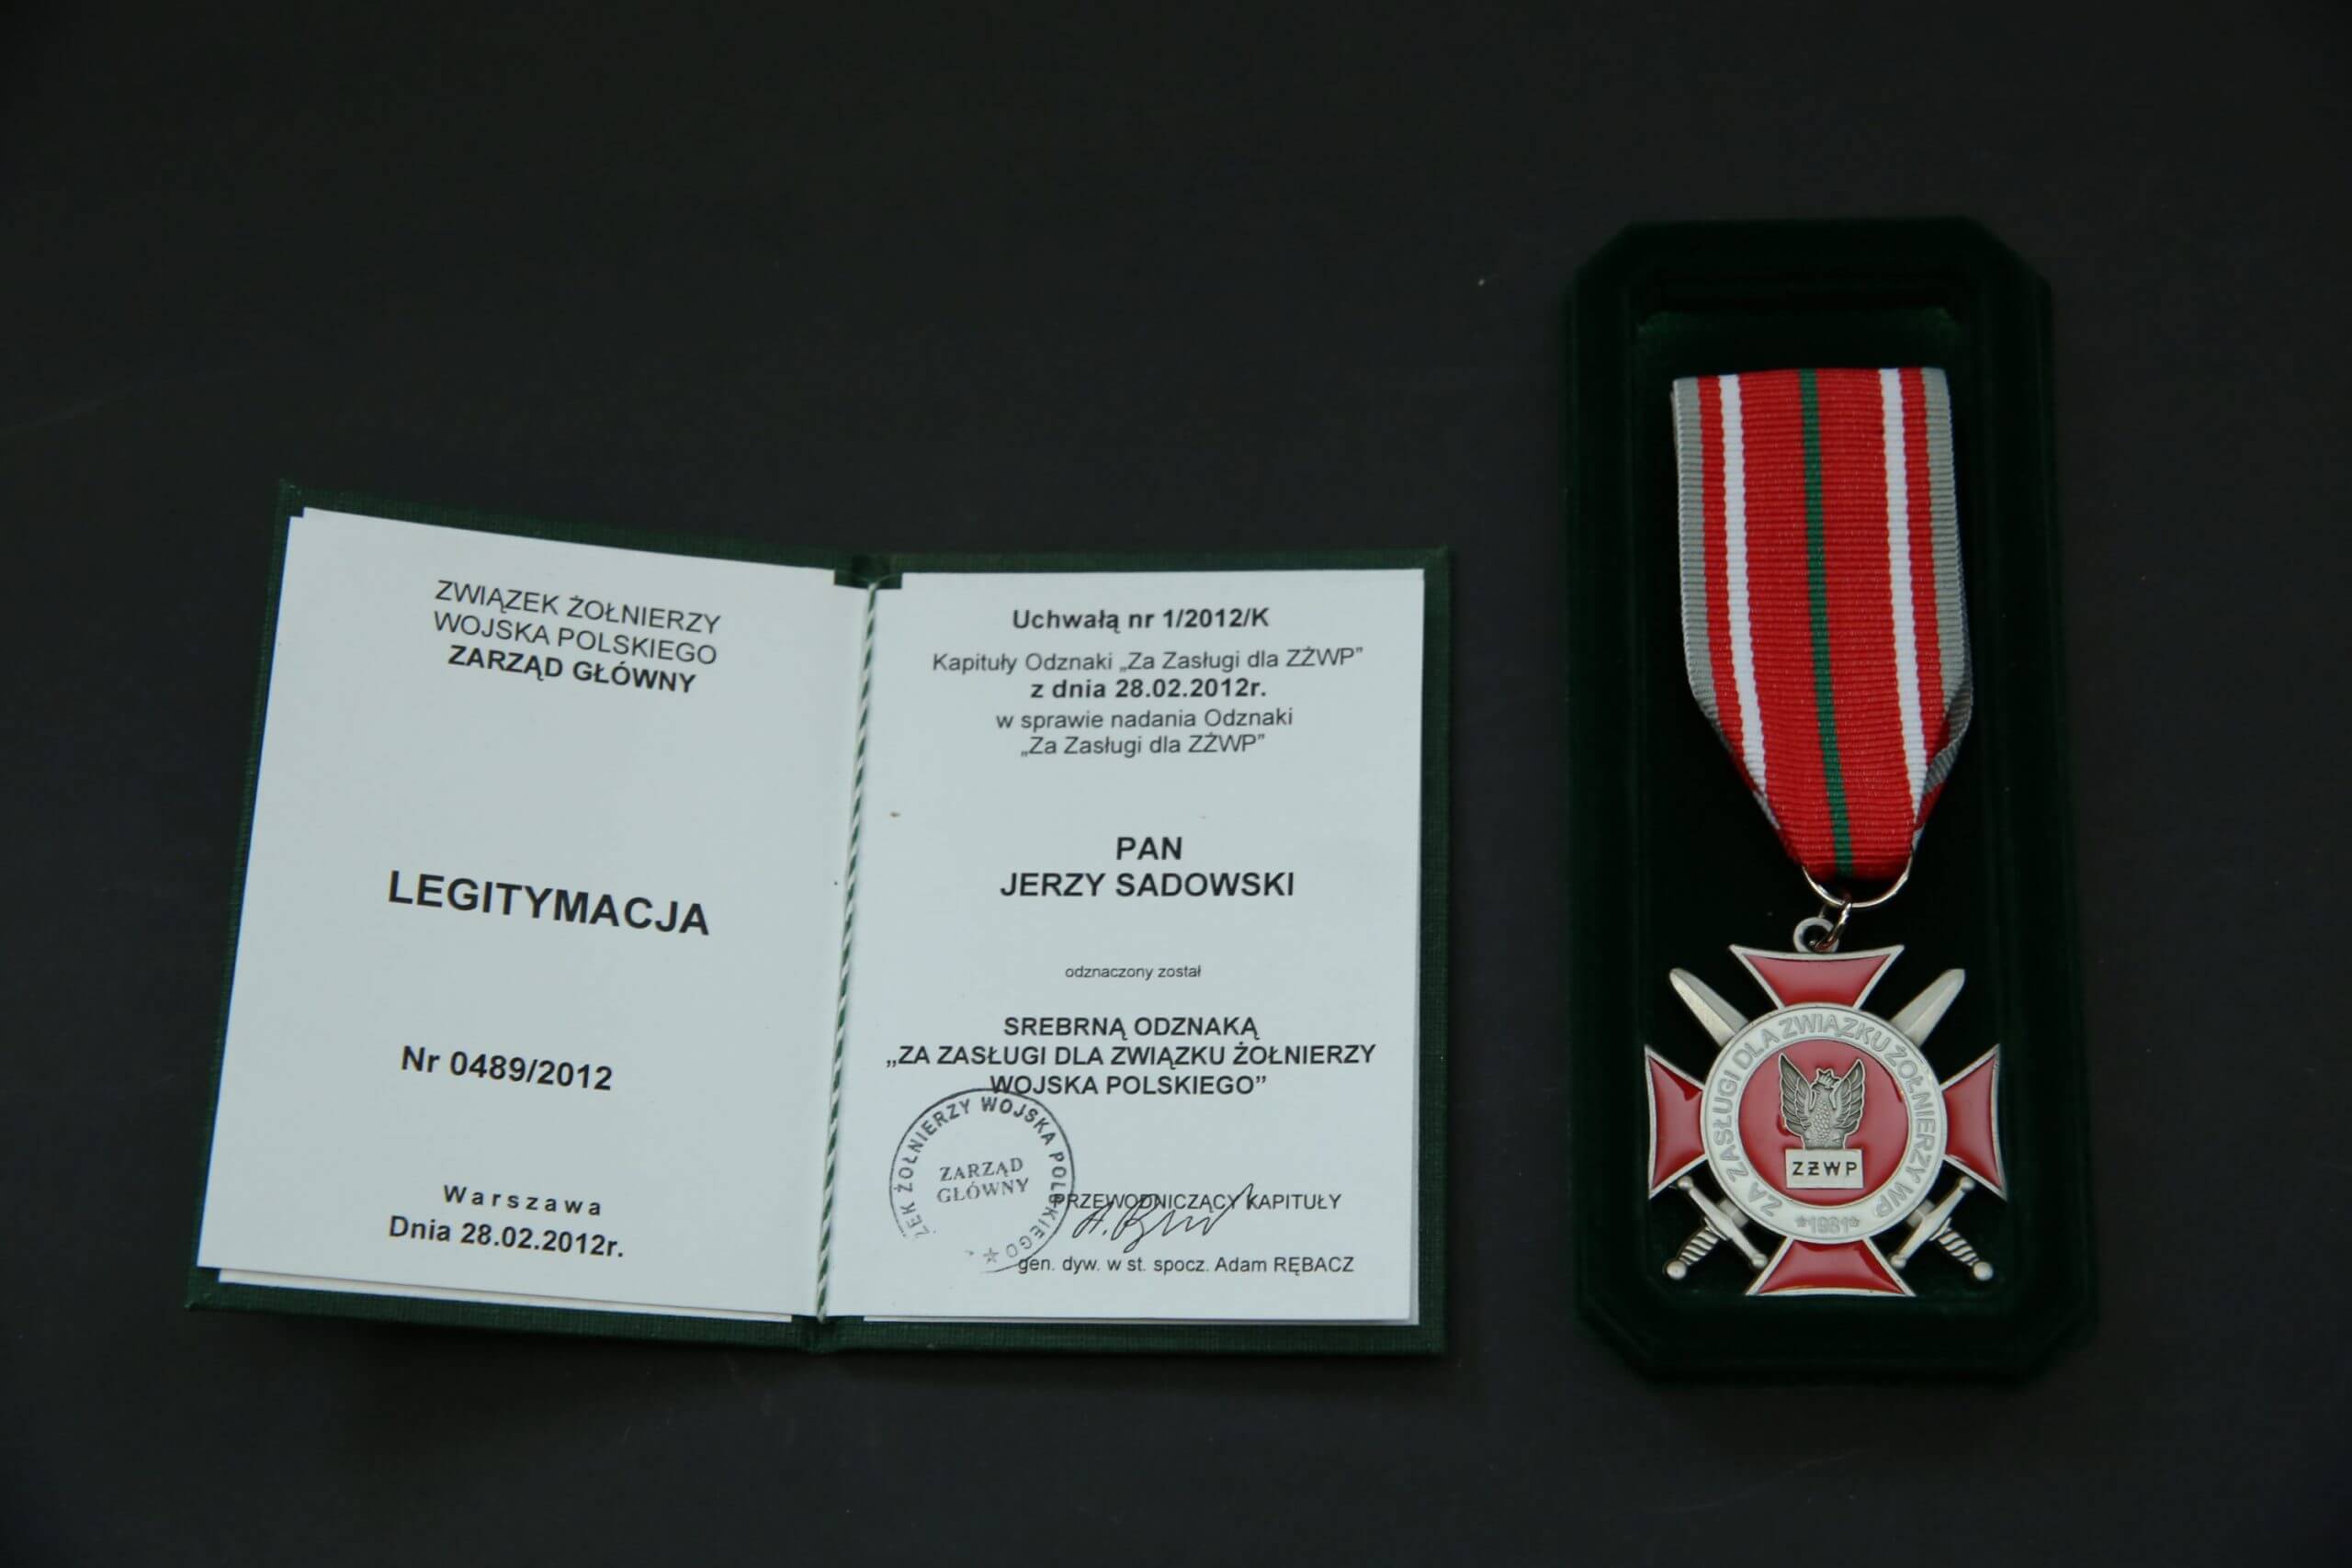 ZWIĄZEK ŻOŁNIERZY
WOJSKA POLSKIEGO
ZARZĄD GŁÓWNY
LEGITYMACJA
Nr 0489/2012
Warszawa
Dnia 28.02.2012r.
Uchwałą nr 1/2012/K
Kapituły Odznaki „Za Zasługi dla ZŻWP”
z dnia 28.02.2012r.
w sprawie nadania Odznaki
„Za Zasługi dla ZŻWP”
PAN
JERZY SADOWSKI
odznaczony został
SREBRNĄ ODZNAKĄ
„ZA ZASŁUGI DLA ZWIĄZKU ŻOŁNIERZY
WOJSKA POLSKIEGO”
ŻOŁNIERZY WOJSKA POLSKIEGO
ZARZĄD
GŁÓWNY
PRZEWODNICZĄCY KAPITUŁY
gen. dyw. w st. spocz. Adam RĘBACZ
ZA ZASŁUGI DLA ZWIĄZKU ŻOŁNIERZY WP
ZŻWP
*1981*